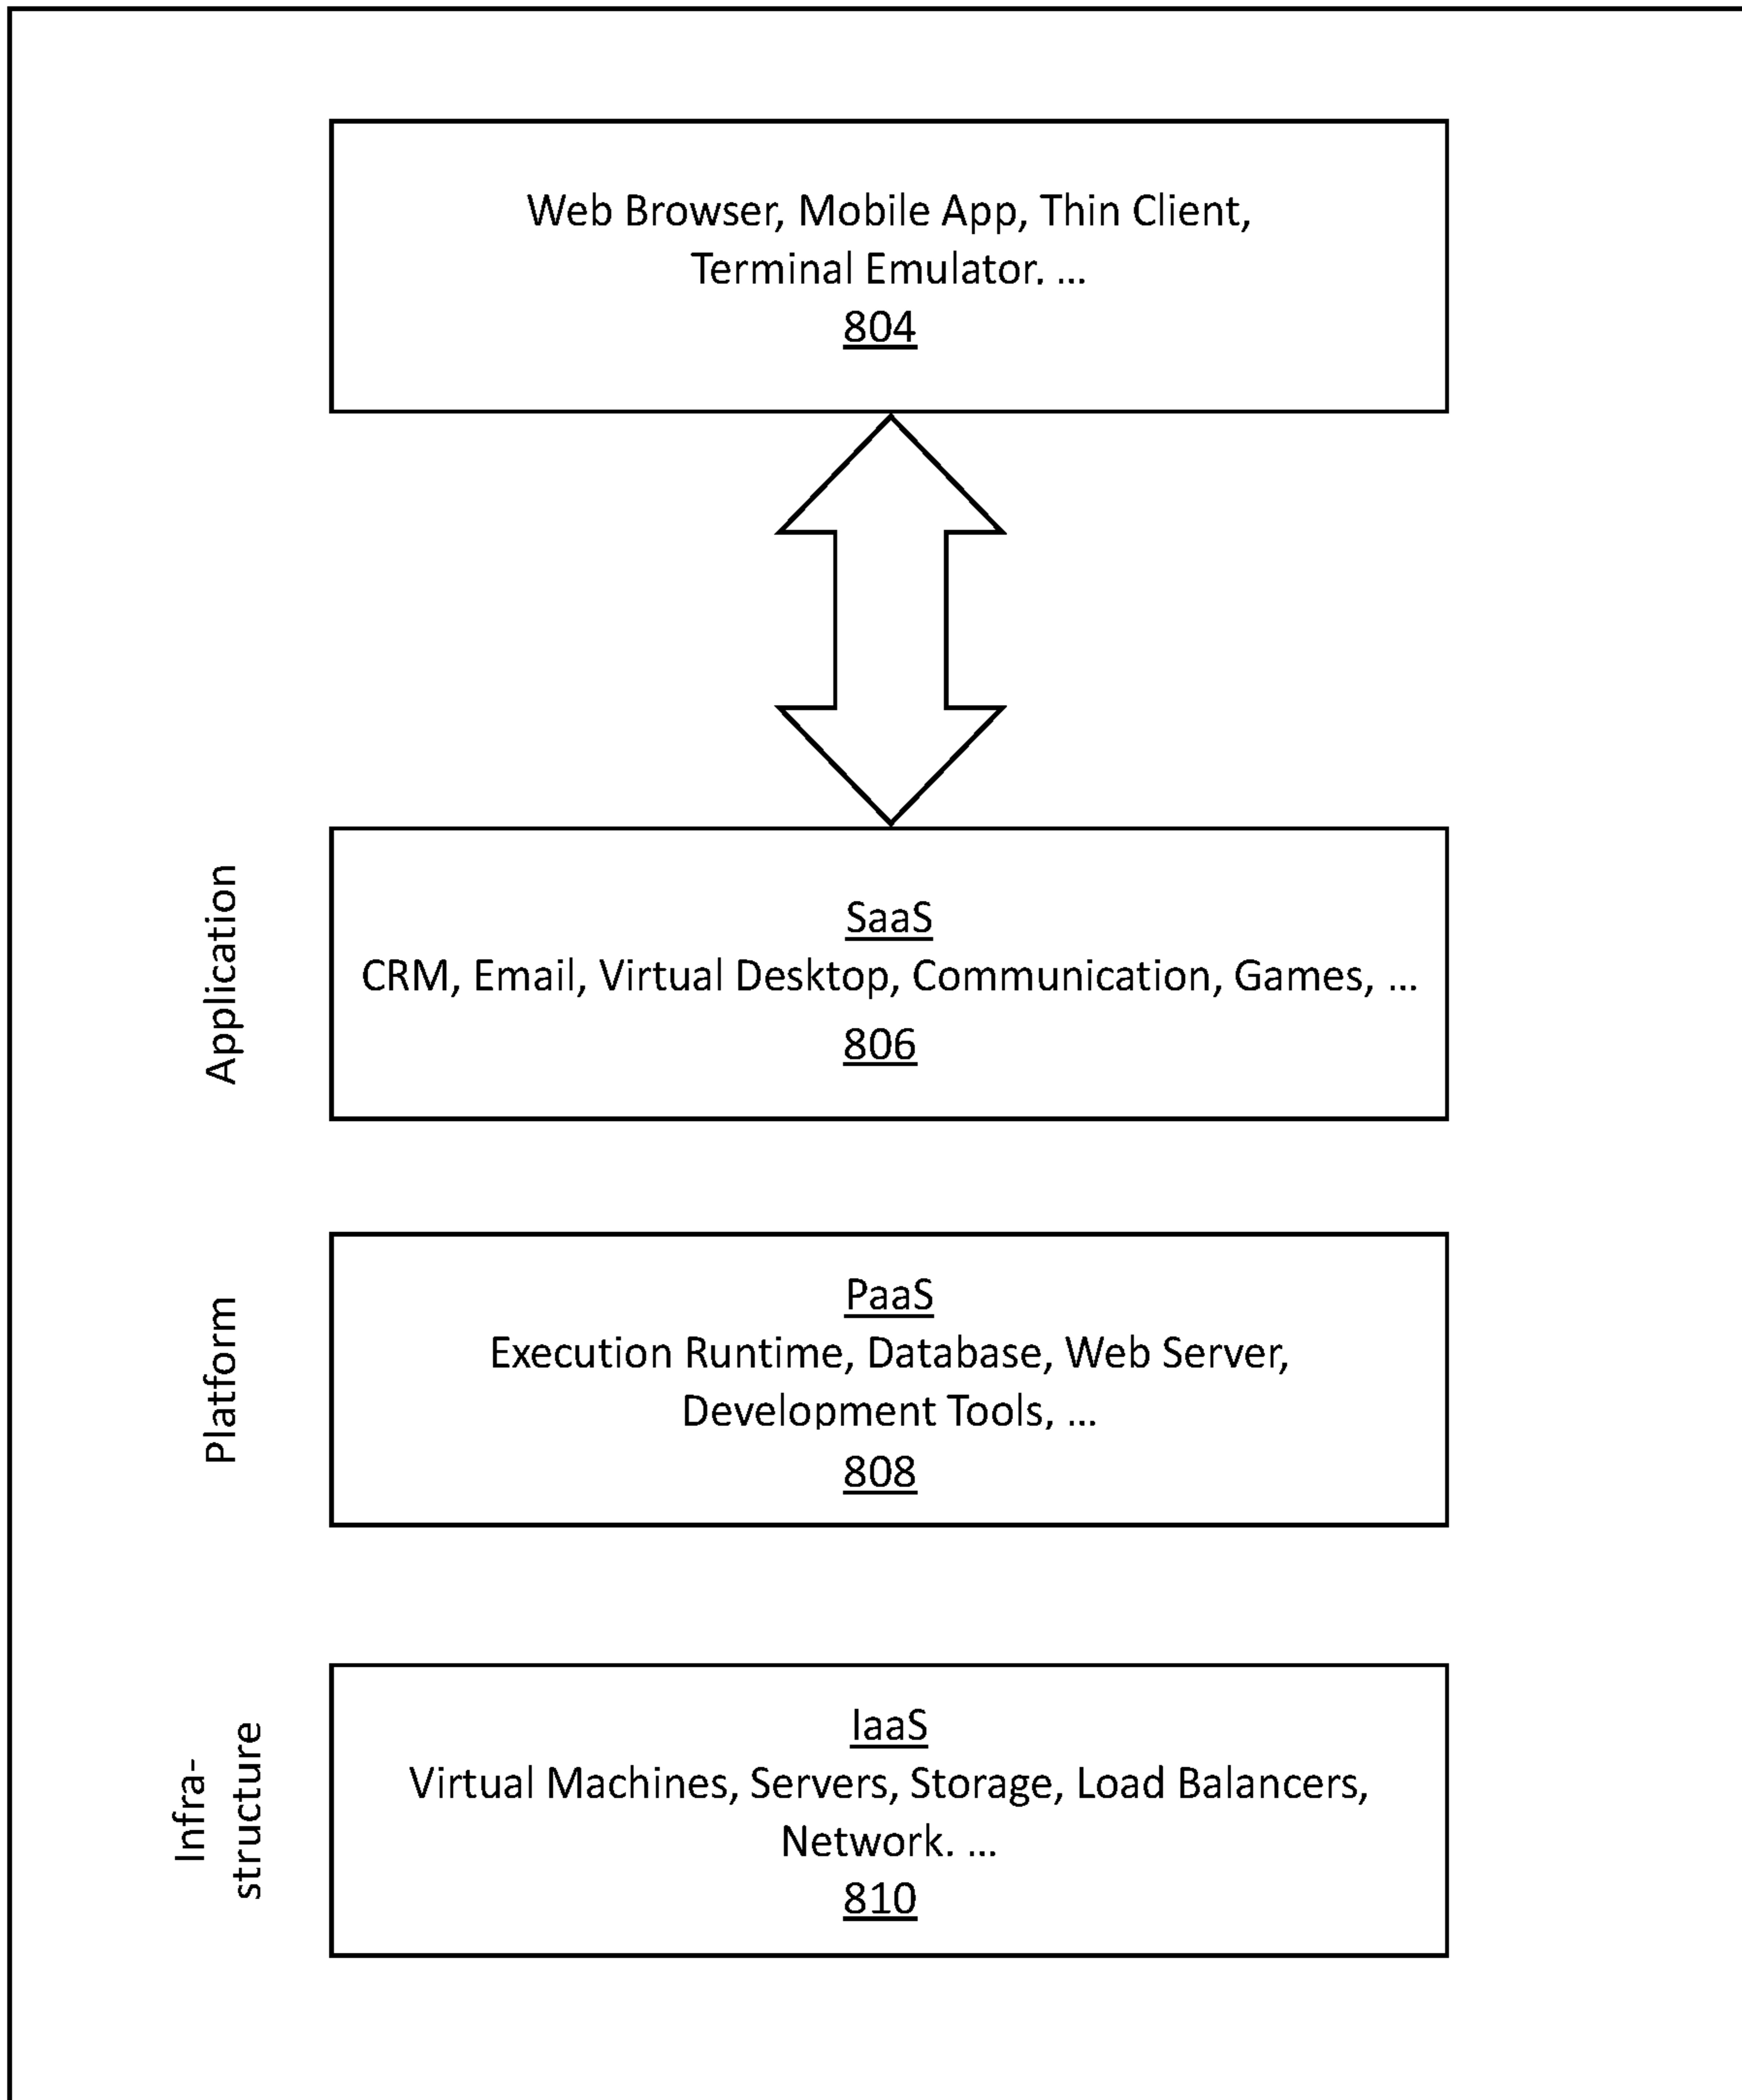 Web Browser, Mobile App, Thin Client,
Terminal Emulator, ...
804
Application
SaaS
CRM, Email, Virtual Desktop, Communication, Games, ...
806
Platform
PaaS
Execution Runtime, Database, Web Server,
Development Tools, ...
808
Infra-
structure
IaaS
Virtual Machines, Servers, Storage, Load Balancers,
Network. ...
810